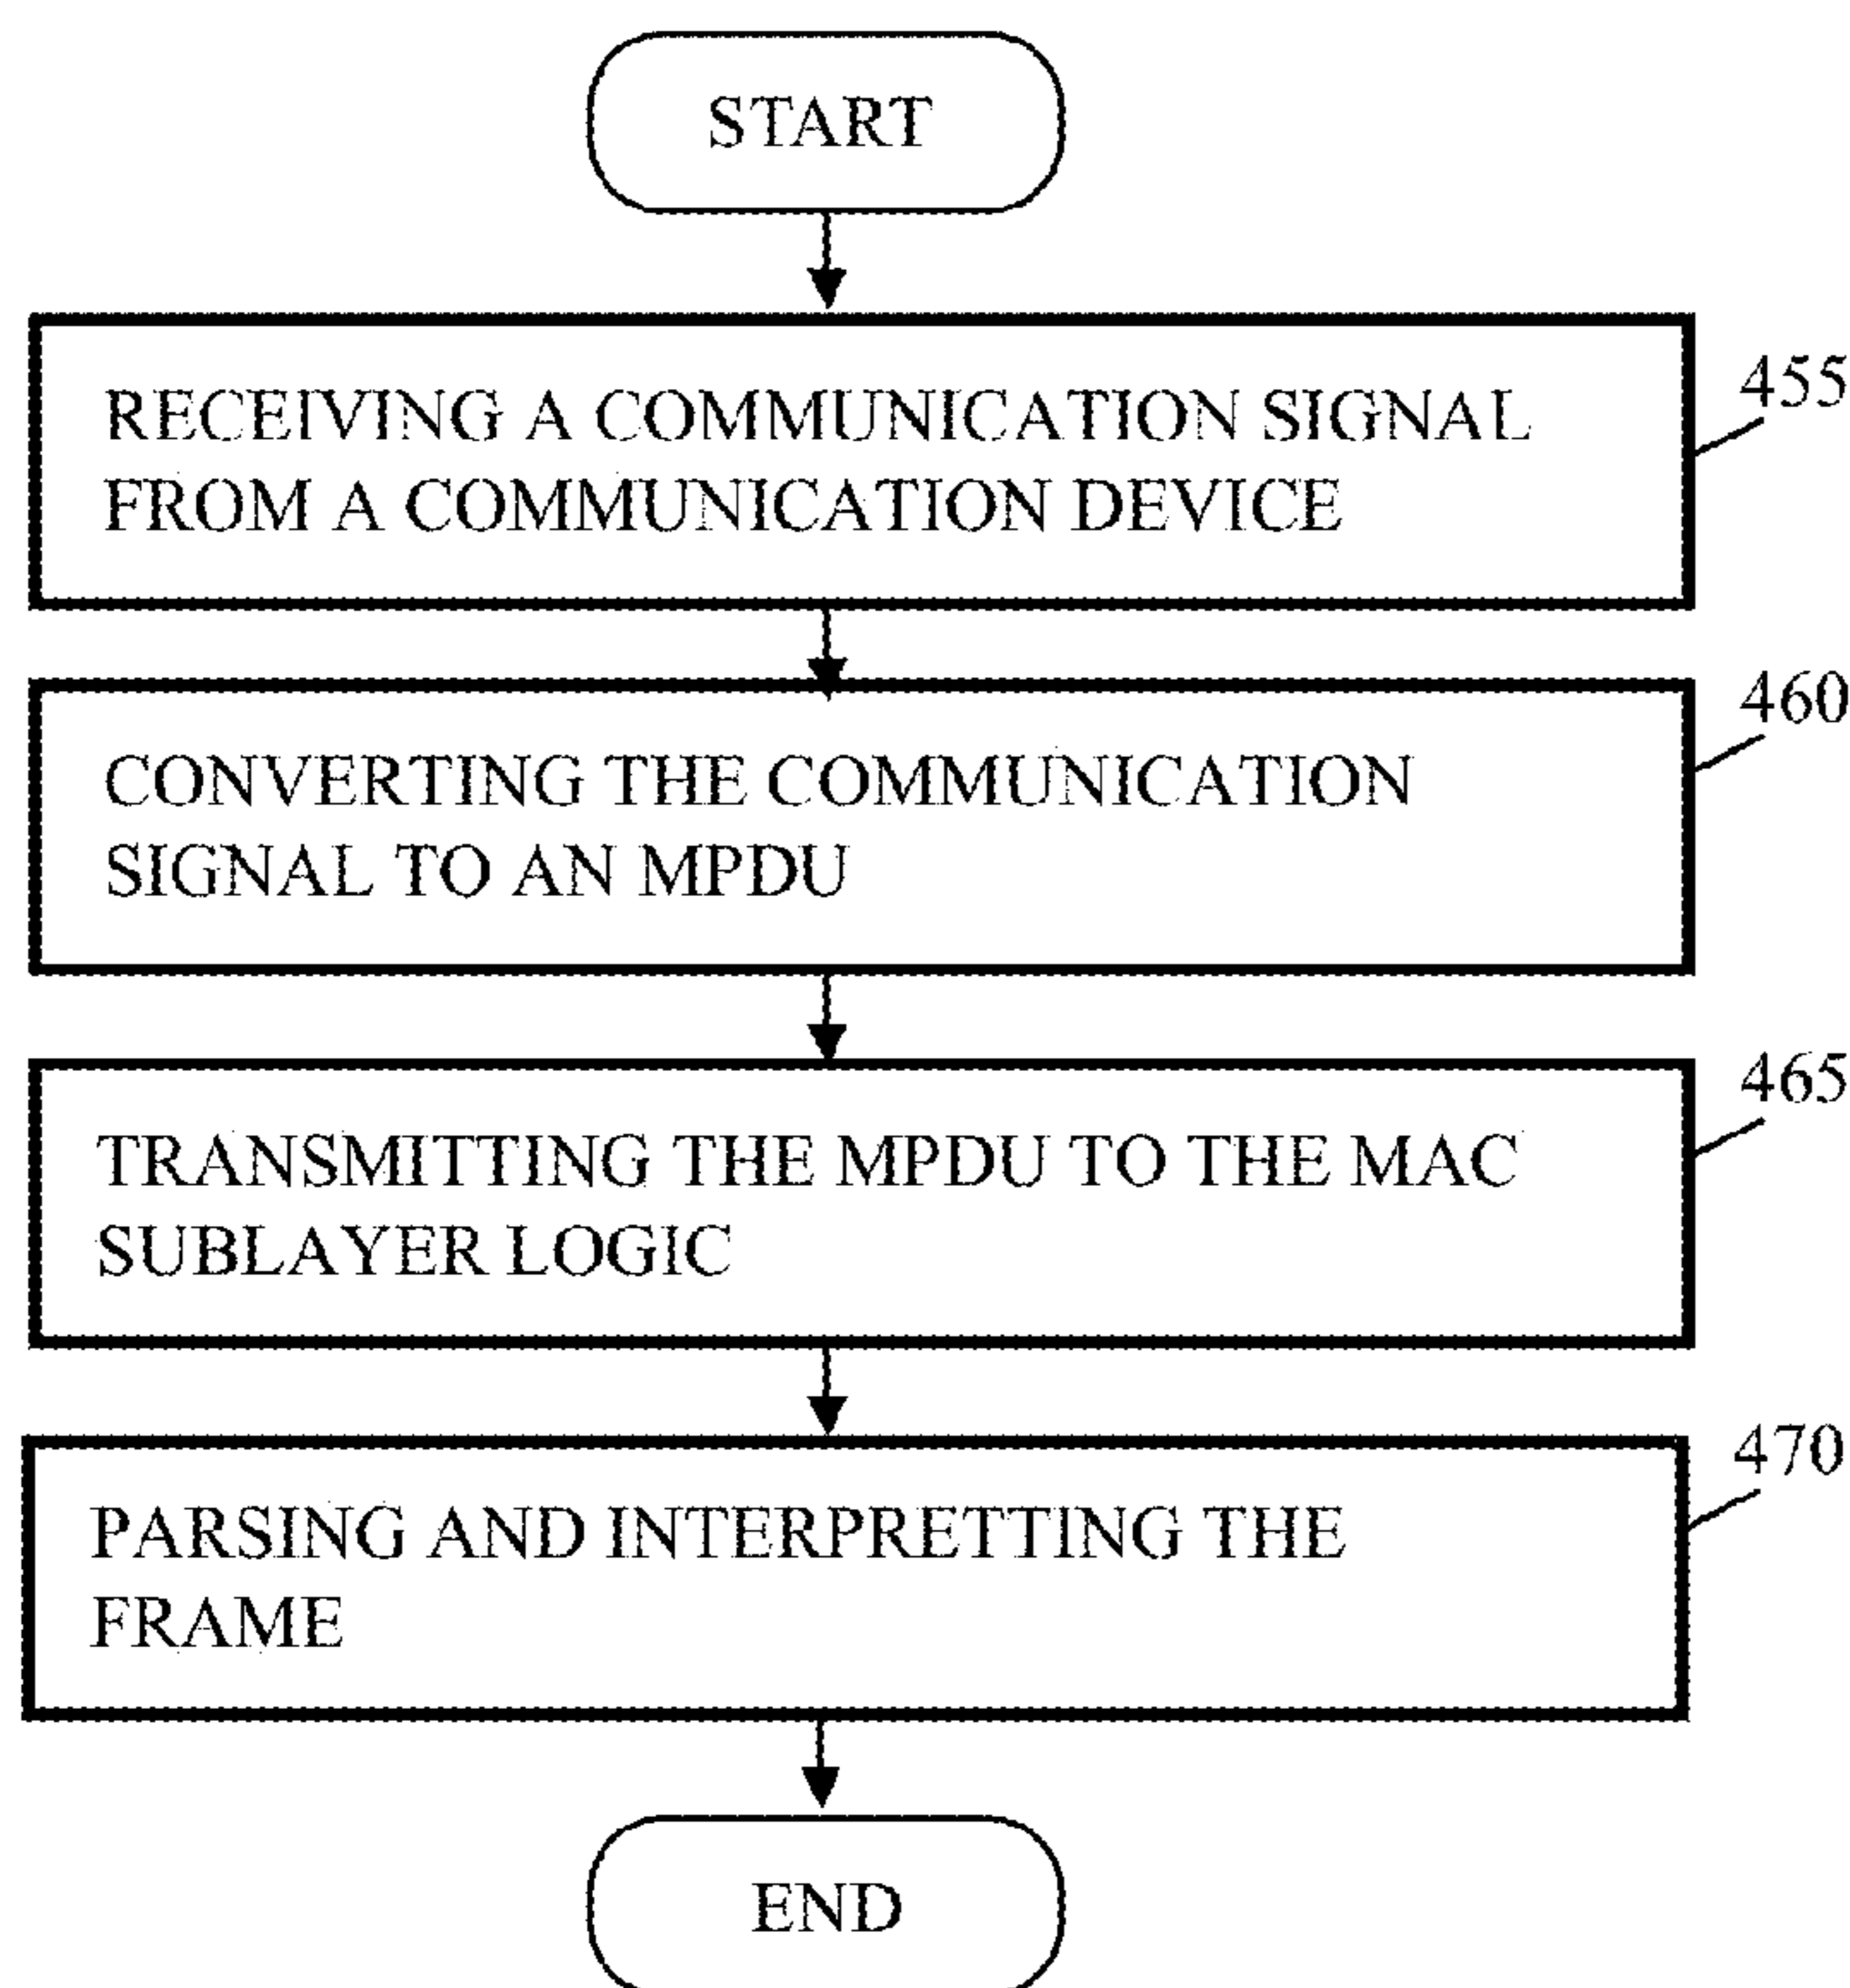 START
RECEIVING A COMMUNICATION SIGNAL
FROM A COMMUNICATION DEVICE
455
CONVERTING THE COMMUNICATION
SIGNAL TO AN MPDU
460
TRANSMITTING THE MPDU TO THE MAC
SUBLAYER LOGIC
465
PARSING AND INTERPRETTING THE
FRAME
470
END